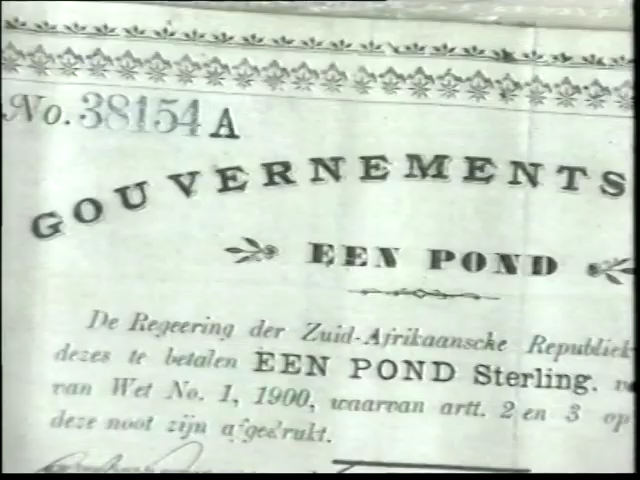 No. 38154 A
GOUVERNEMENTS
EEN POND
De Regeering der Zuid-Afrikaansche Republiek
dezes te betalen EEN POND Sterling.
van Wet No. 1, 1900, waarvan artt. 2 en 3 op
deze noot zijn afgedrukt.